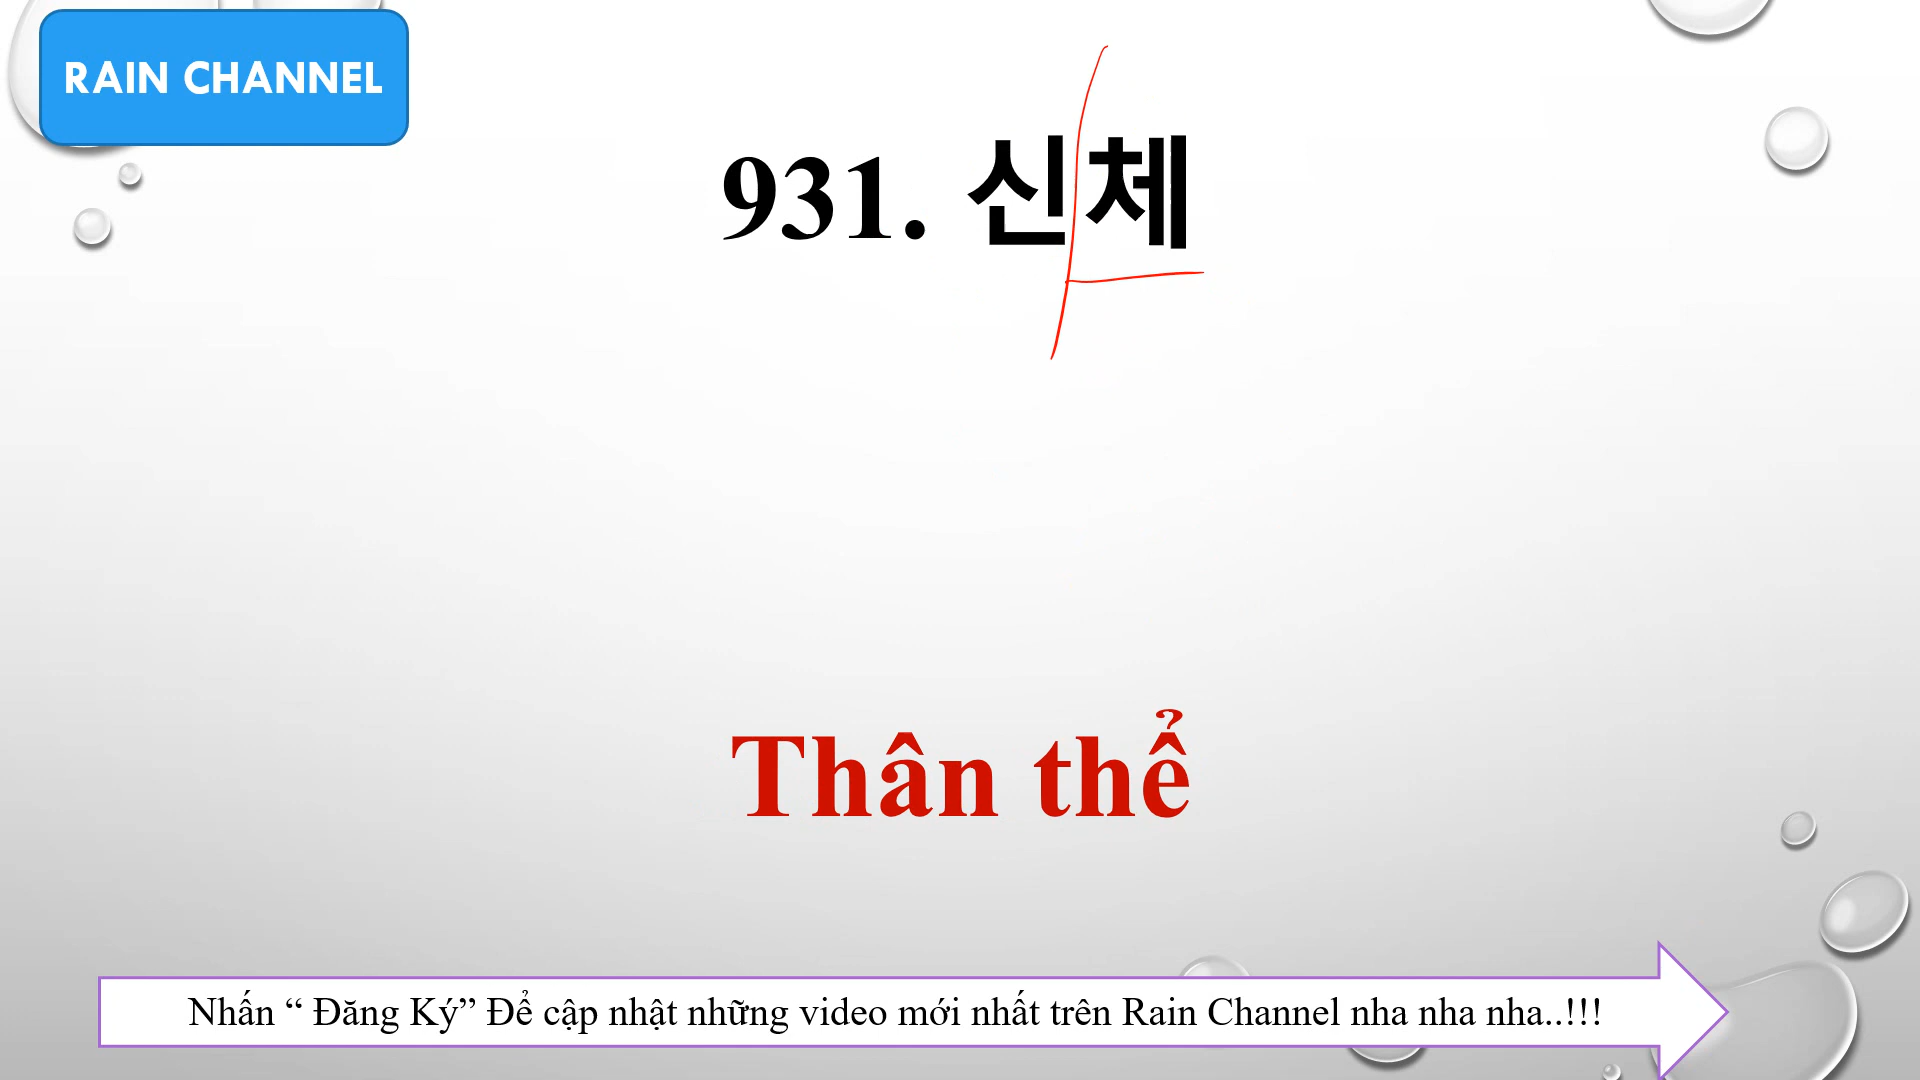 RAIN CHANNEL
931. 신체
Thân thể
Nhấn “ Đăng Ký” Để cập nhật những video mới nhất trên Rain Channel nha nha nha..!!!